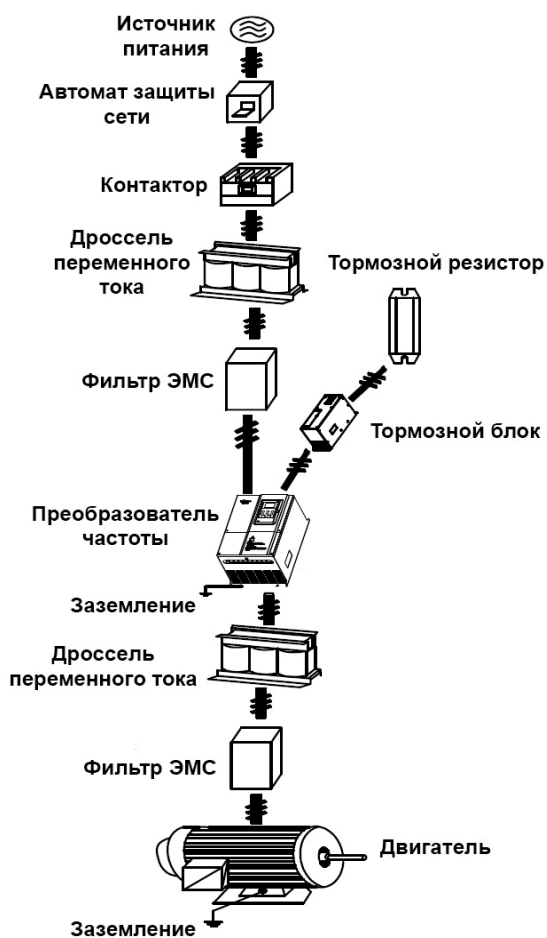 Источник
питания
Автомат защиты
сети
Контактор
Дроссель
переменного
тока
Тормозной резистор
Фильтр ЭМС
Тормозной блок
Преобразователь
частоты
Заземление
Дроссель
переменного тока
Фильтр ЭМС
Двигатель
Заземление